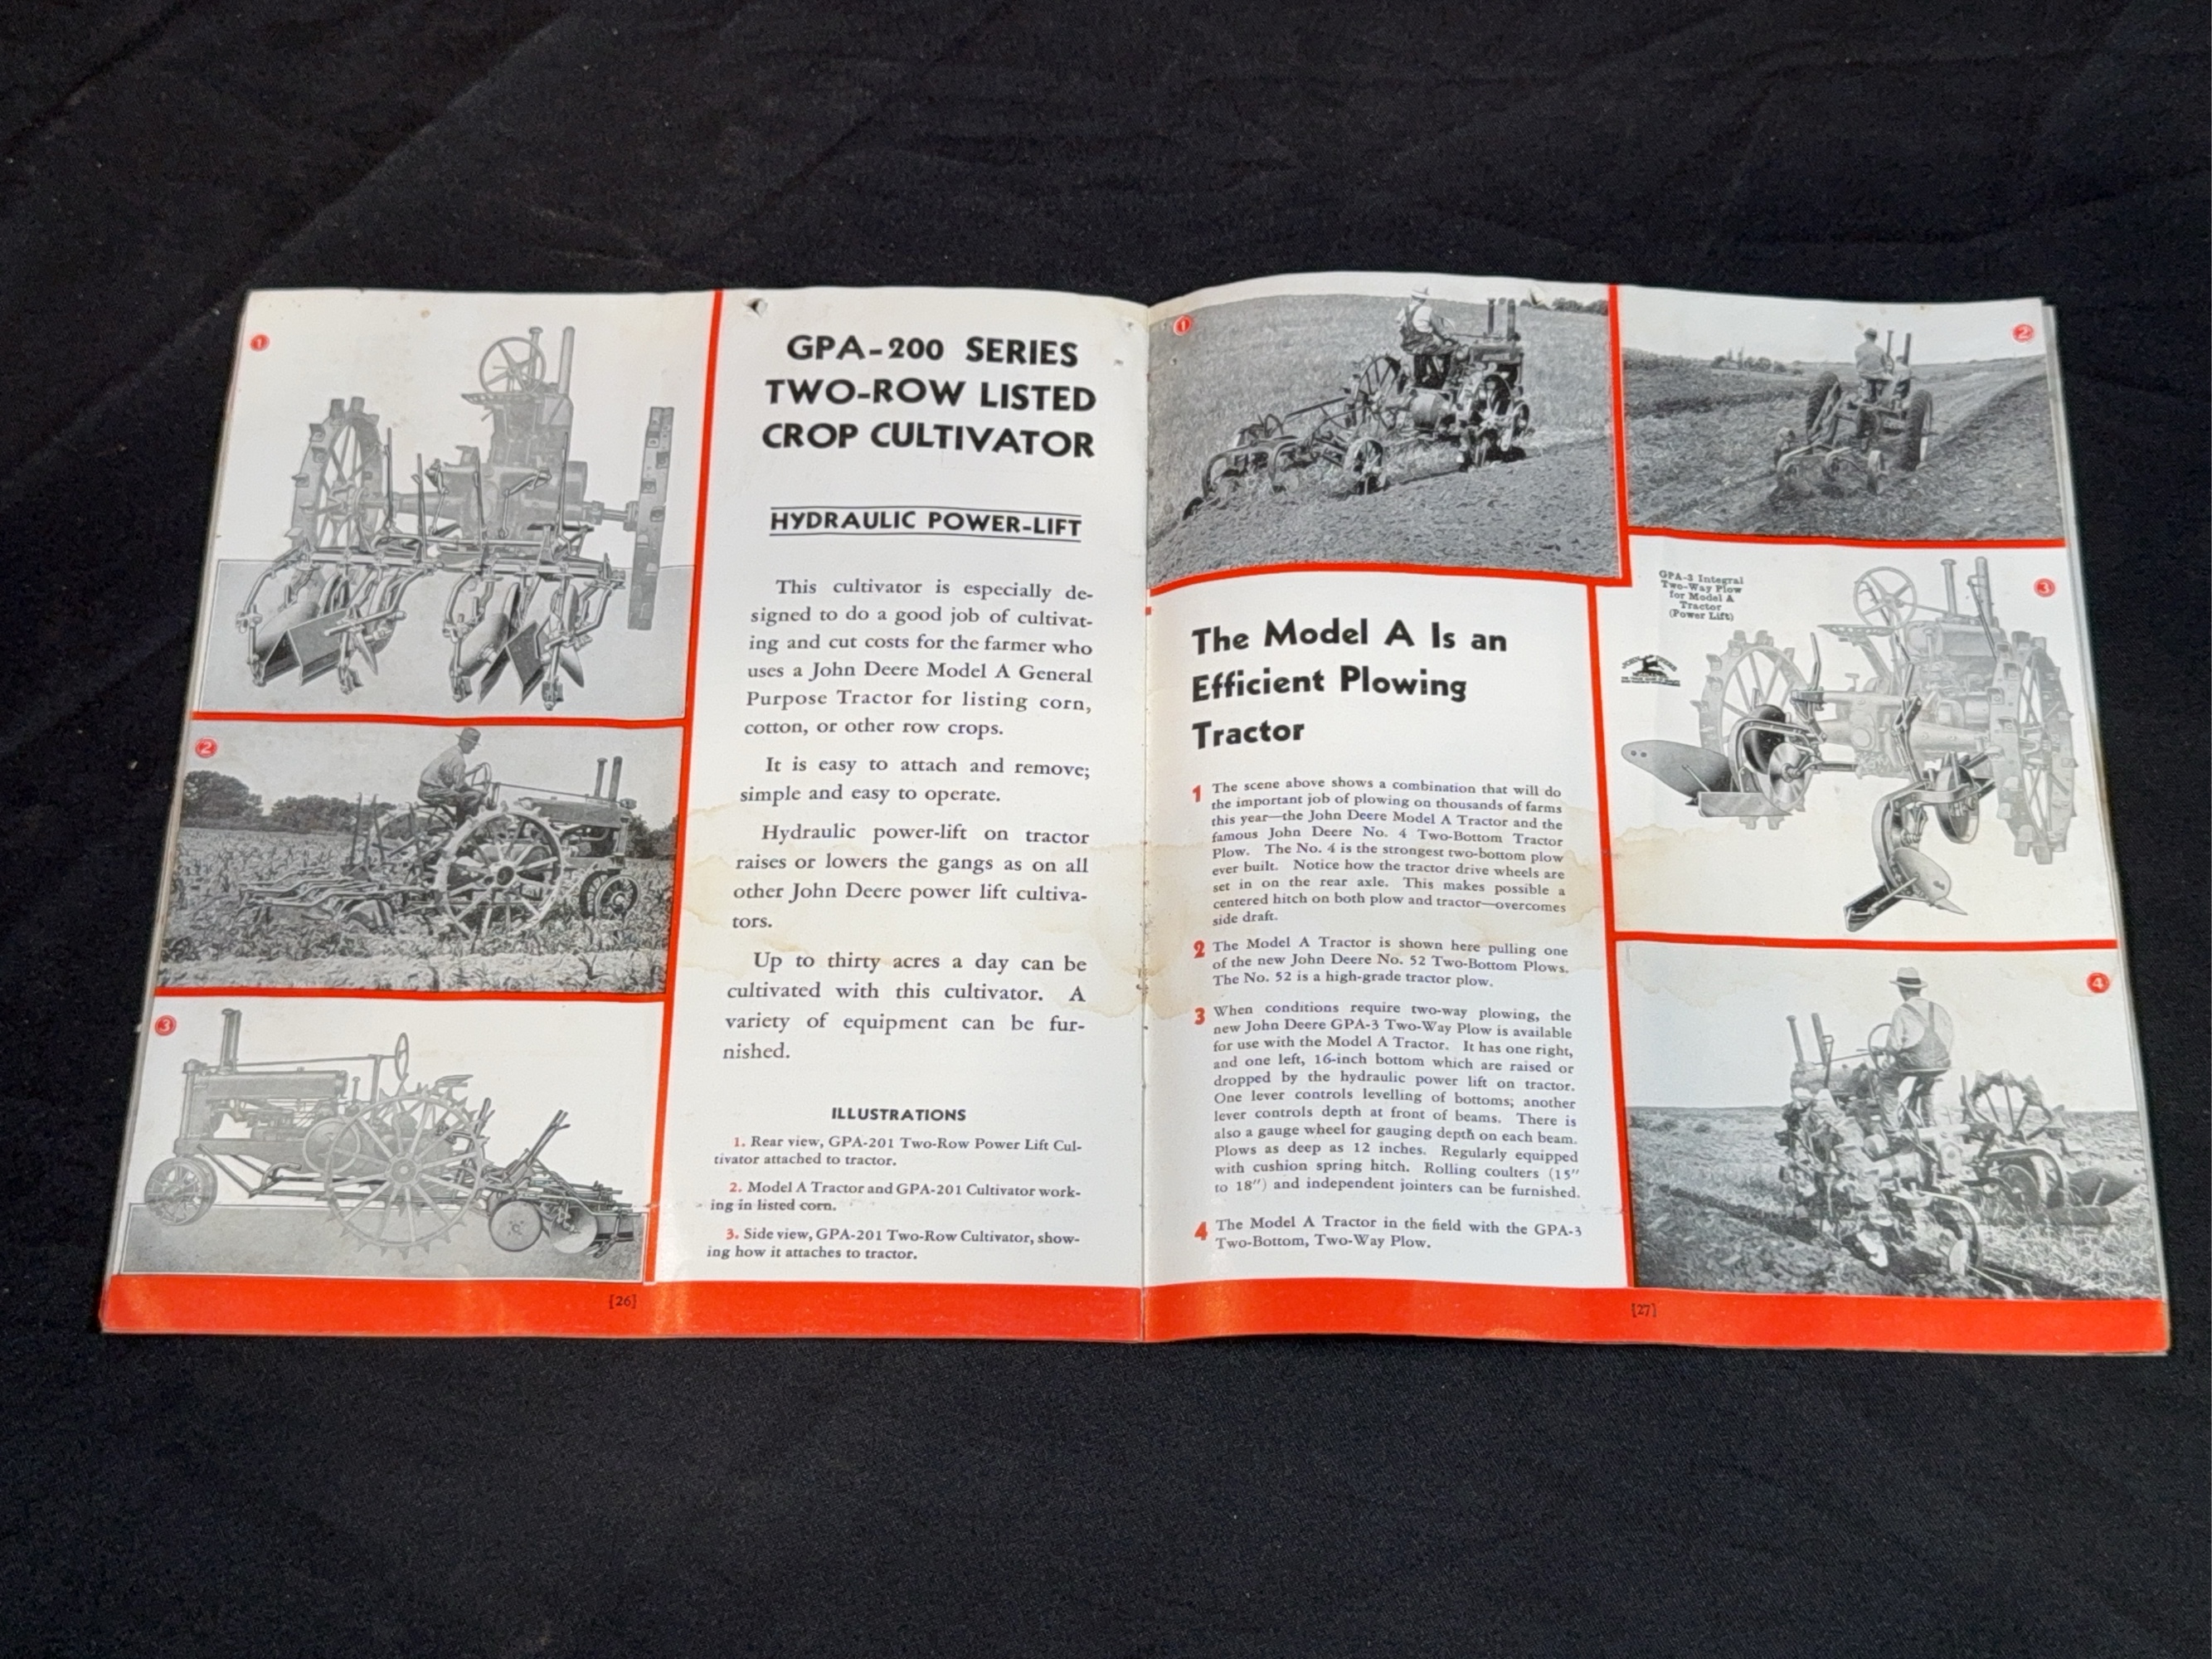 1
GPA-200 SERIES
TWO-ROW LISTED
CROP CULTIVATOR
HYDRAULIC POWER-LIFT
This cultivator is especially de-
signed to do a good job of cultivat-
ing and cut costs for the farmer who
uses a John Deere Model A General
Purpose Tractor for listing corn,
cotton, or other row crops.
It is easy to attach and remove;
simple and easy to operate.
Hydraulic power-lift on tractor
raises or lowers the gangs as on all
other John Deere power lift cultiva-
tors.
Up to thirty acres a day can be
cultivated with this cultivator. A
variety of equipment can be fur-
nished.
ILLUSTRATIONS
1. Rear view, GPA-201 Two-Row Power Lift Cul-
tivator attached to tractor.
2. Model A Tractor and GPA-201 Cultivator work-
ing in listed corn.
3. Side view, GPA-201 Two-Row Cultivator, show-
ing how it attaches to tractor.
2
3
[26]
1
The Model A Is an
Efficient Plowing
Tractor
1 The scene above shows a combination that will do
the important job of plowing on thousands of farms
this year—the John Deere Model A Tractor and the
famous John Deere No. 4 Two-Bottom Tractor
Plow. The No. 4 is the strongest two-bottom plow
ever built. Notice how the tractor drive wheels are
set in on the rear axle. This makes possible a
centered hitch on both plow and tractor—overcomes
side draft.
2 The Model A Tractor is shown here pulling one
of the new John Deere No. 52 Two-Bottom Plows.
The No. 52 is a high-grade tractor plow.
3 When conditions require two-way plowing, the
new John Deere GPA-3 Two-Way Plow is available
for use with the Model A Tractor. It has one right,
and one left, 16-inch bottom which are raised or
dropped by the hydraulic power lift on tractor.
One lever controls levelling of bottoms; another
lever controls depth at front of beams. There is
also a gauge wheel for gauging depth on each beam.
Plows as deep as 12 inches. Regularly equipped
with cushion spring hitch. Rolling coulters (15"
to 18") and independent jointers can be furnished.
4 The Model A Tractor in the field with the GPA-3
Two-Bottom, Two-Way Plow.
2
GPA-3 Integral
Two-Way Plow
for Model A
Tractor
(Power Lift)
3
JOHN DEERE
4
[27]